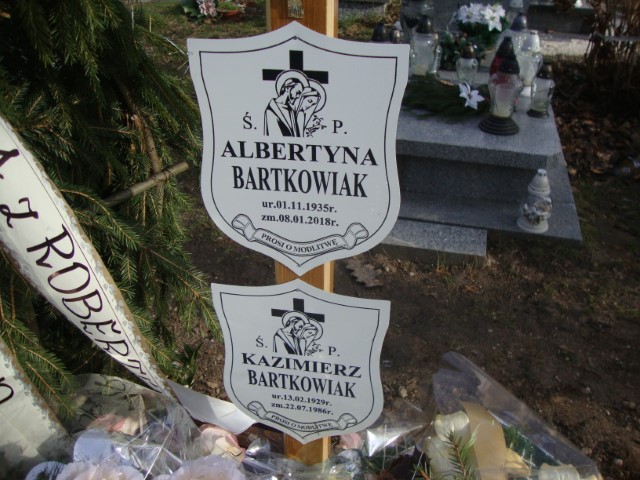 Ś. P.
ALBERTYNA
BARTKOWIAK
ur.01.11.1935r.
zm.08.01.2018r.
PROSI O MODLITWĘ
Ś. P.
KAZIMIERZ
BARTKOWIAK
ur.13.02.1929r.
zm.22.07.1986r.
PROSI O MODLITWĘ
Z ROBER